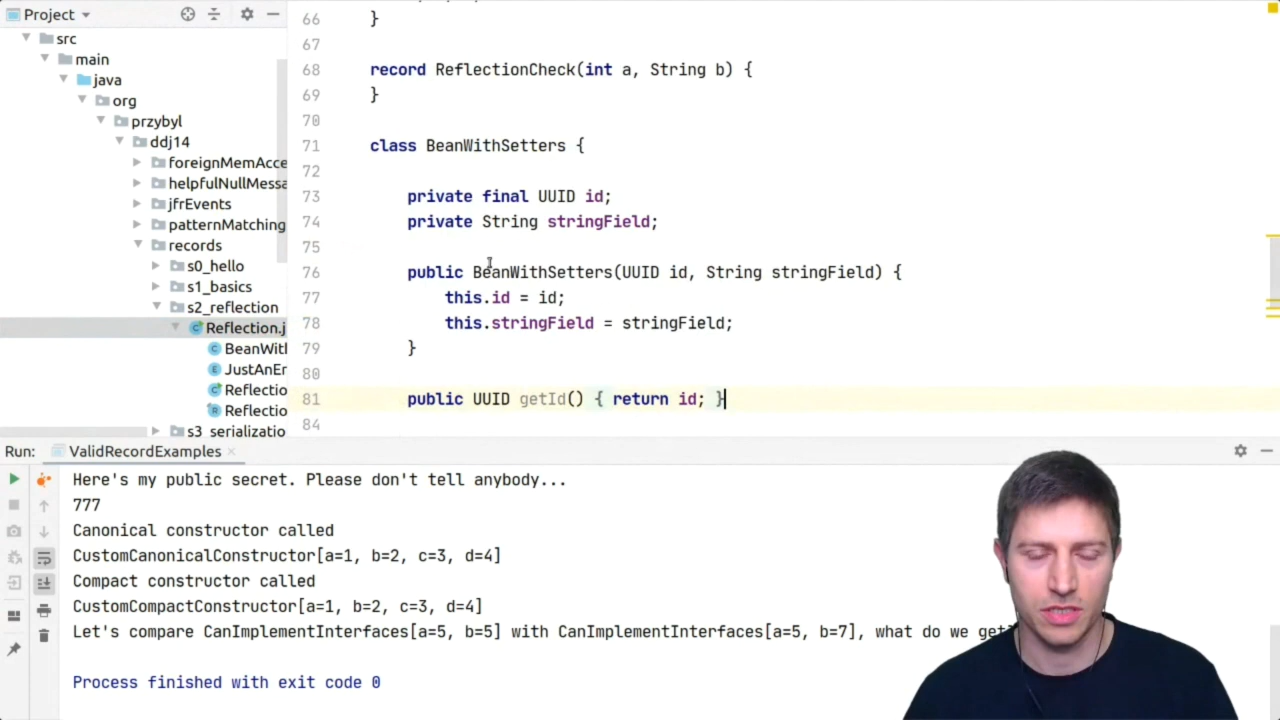 Project
src
main
java
org
przybyl
ddj14
foreignMemAcce
helpfulNullMessa
jfrEvents
patternMatching
records
s0_hello
s1_basics
s2_reflection
Reflection.j
BeanWith
JustAnEn
Reflectio
Reflectio
s3_serializatio
66 }
67
68 record ReflectionCheck(int a, String b) {
69 }
70
71 class BeanWithSetters {
72
73 private final UUID id;
74 private String stringField;
75
76 public BeanWithSetters(UUID id, String stringField) {
77 this.id = id;
78 this.stringField = stringField;
79 }
80
81 public UUID getId() { return id; }
84
Run: ValidRecordExamples
Here's my public secret. Please don't tell anybody...
777
Canonical constructor called
CustomCanonicalConstructor[a=1, b=2, c=3, d=4]
Compact constructor called
CustomCompactConstructor[a=1, b=2, c=3, d=4]
Let's compare CanImplementInterfaces[a=5, b=5] with CanImplementInterfaces[a=5, b=7], what do we get
Process finished with exit code 0